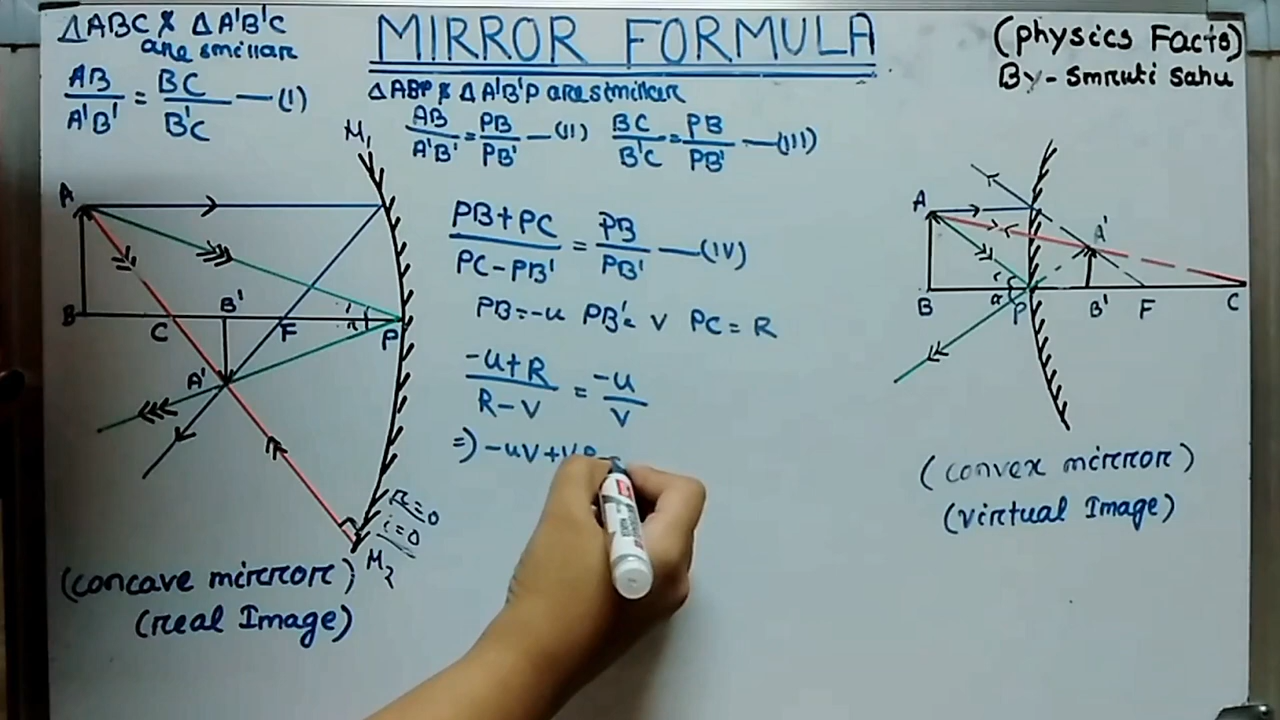 MIRROR FORMULA
(physics Facts)
By - Smruti Sahu
ΔABC & ΔA'B'C
are smillar
AB/A'B' = BC/B'C —(I)
ΔABP & ΔA'B'P are smillar
AB/A'B' = PB/PB' —(II) BC/B'C = PB/PB' —(III)
(PB+PC)/(PC-PB') = PB/PB' —(IV)
PB=-u PB'= v PC = R
(-u+R)/(R-v) = -u/v
=) -uv+vR
M₁
A
B
C
B'
F
P
i
r
A'
r=0
i=0
M₂
(concave mirror)
(real Image)
A
A'
i
r
B
P
B'
F
C
(convex mirror)
(virtual Image)